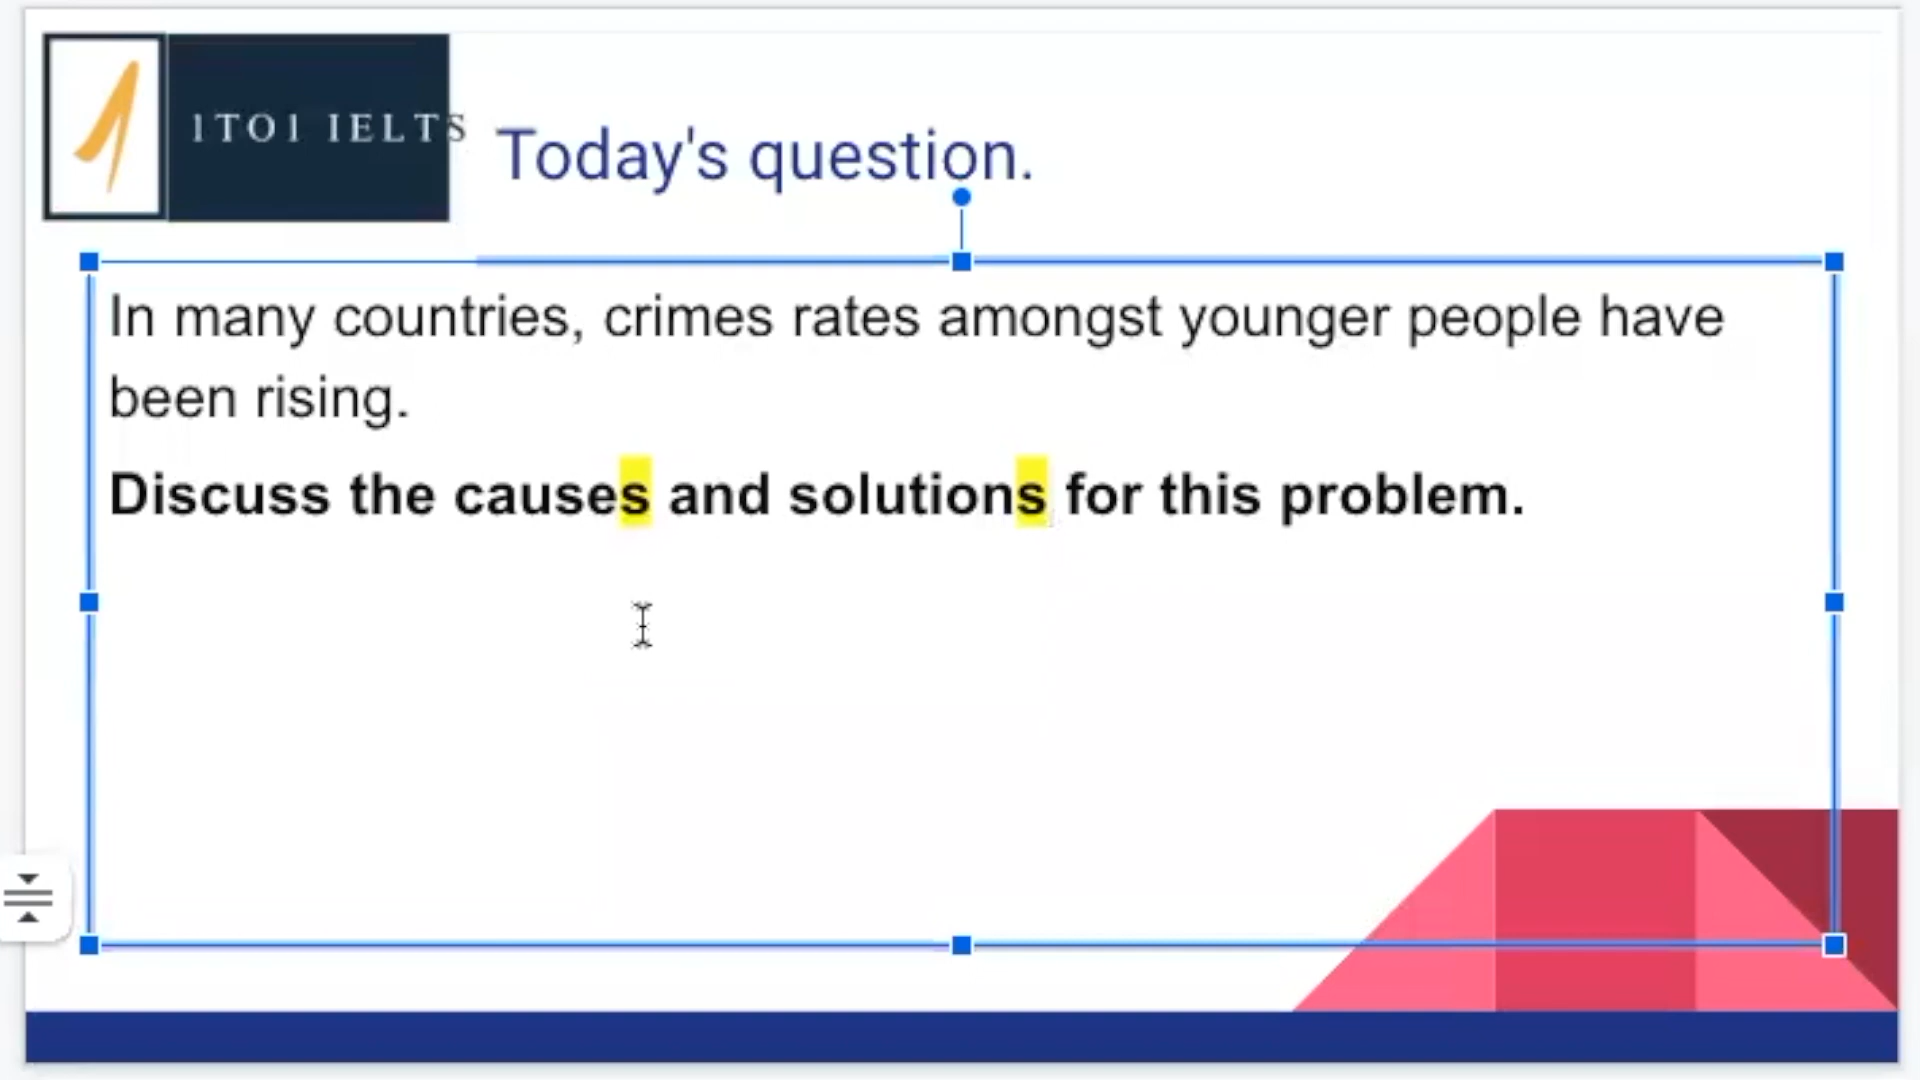 1TO1 IELTS
Today's question.
In many countries, crimes rates amongst younger people have
been rising.
Discuss the causes and solutions for this problem.